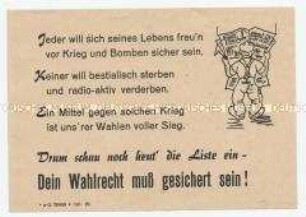 Jeder will sich seines Lebens freu'n
vor Krieg und Bomben sicher sein.
Keiner will bestialisch sterben
und radio-aktiv verderben.
Ein Mittel gegen solchen Krieg
ist uns'rer Wahlen voller Sieg.
Drum schau noch heut' die Liste ein -
Dein Wahlrecht muß gesichert sein!